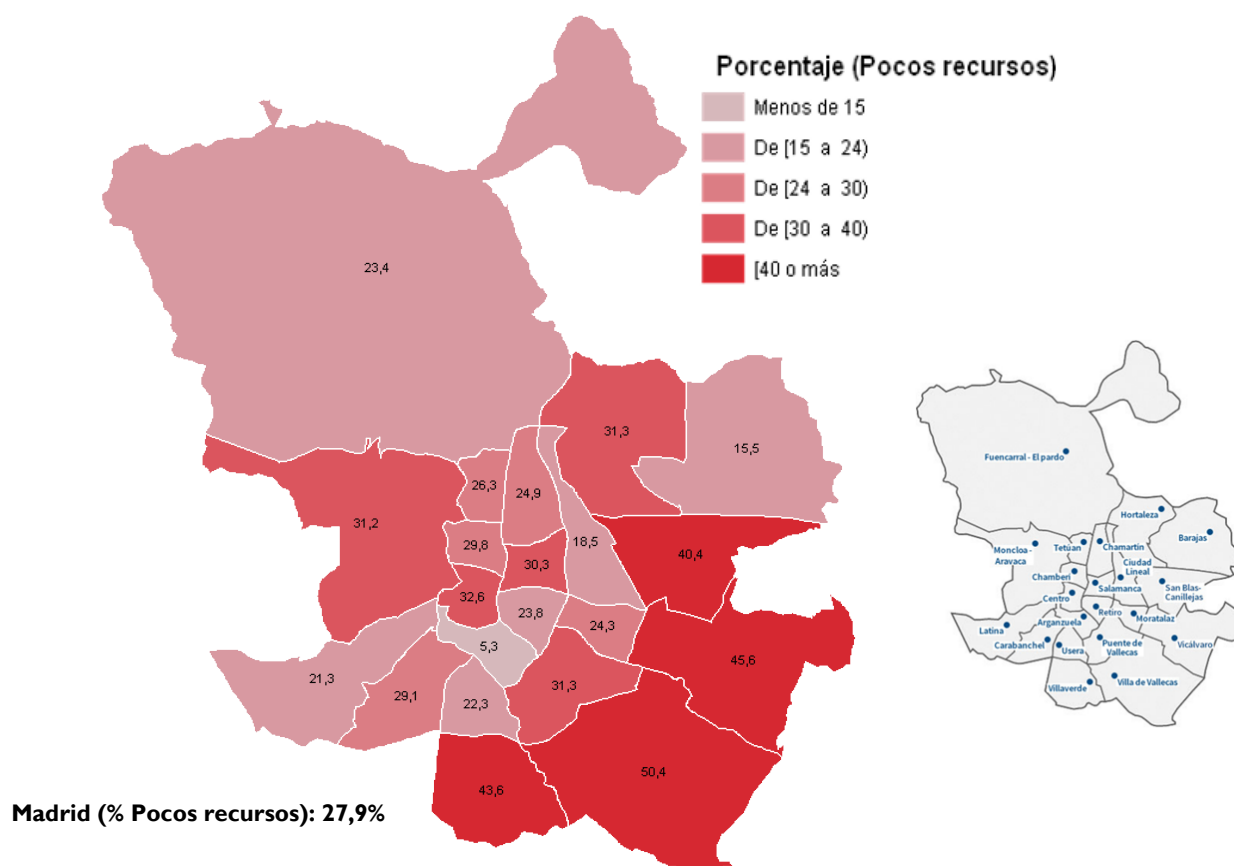 Porcentaje (Pocos recursos)
Menos de 15
De [15 a 24)
De [24 a 30)
De [30 a 40)
[40 o más
23,4
31,3
15,5
26,3
24,9
31,2
18,5
29,8
40,4
30,3
32,6
23,8
24,3
5,3
45,6
21,3
31,3
29,1
22,3
50,4
43,6
Madrid (% Pocos recursos): 27,9%
Fuencarral - El pardo
Hortaleza
Barajas
Moncloa -
Aravaca
Tetúan
Chamartín
Ciudad
Lineal
Chamberí
Salamanca
San Blas-
Canillejas
Centro
Retiro
Moratalaz
Arganzuela
Latina
Carabanchel
Usera
Puente de
Vallecas
Vicálvaro
Villaverde
Villa de Vallecas